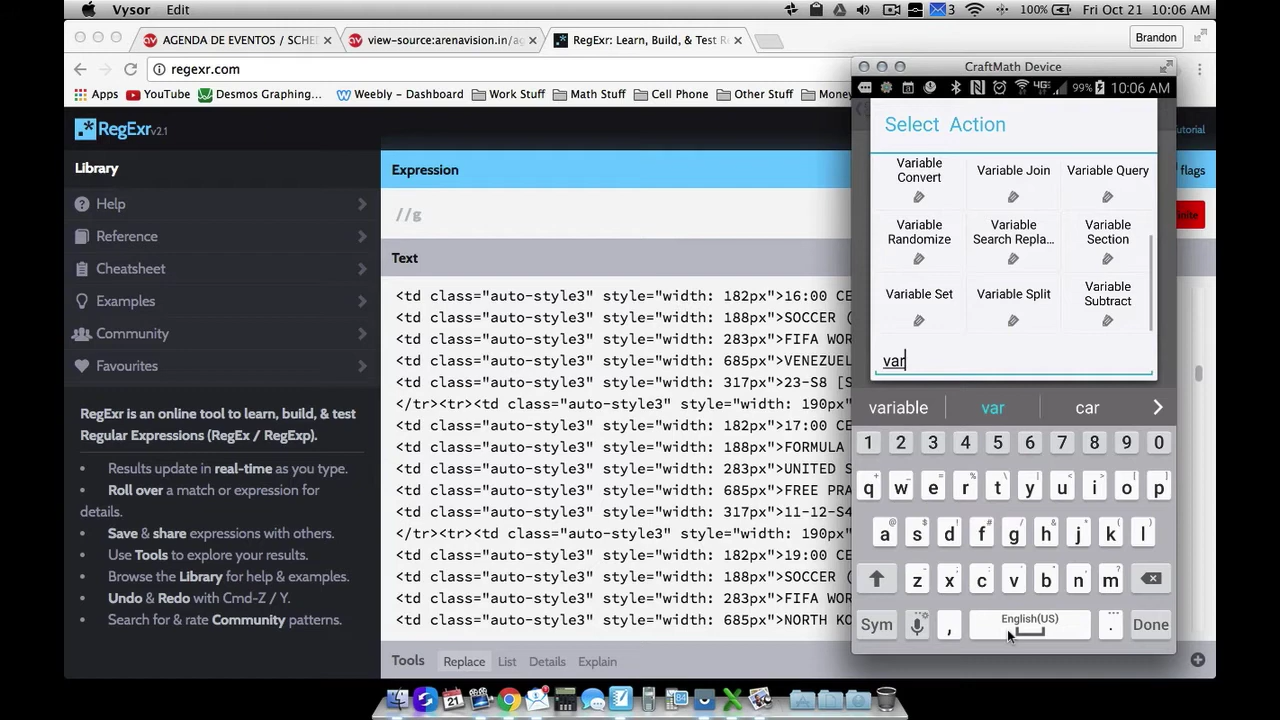 Vysor Edit
3 100% Fri Oct 21 10:06 AM
AGENDA DE EVENTOS / SCHE
view-source:arenavision.in/ag
RegExr: Learn, Build, & Test R
Brandon
regexr.com
Apps
YouTube
Desmos Graphing...
Weebly - Dashboard
Work Stuff
Math Stuff
Cell Phone
Other Stuff
Money
RegExr v2.1
utorial
Library
Help
Reference
Cheatsheet
Examples
Community
Favourites
RegExr is an online tool to learn, build, & test
Regular Expressions (RegEx / RegExp).
Results update in real-time as you type.
Roll over a match or expression for
details.
Save & share expressions with others.
Use Tools to explore your results.
Browse the Library for help & examples.
Undo & Redo with Cmd-Z / Y.
Search for & rate Community patterns.
Expression
flags
//g
inite
Text
<td class="auto-style3" style="width: 182px">16:00 CE
<td class="auto-style3" style="width: 188px">SOCCER (
<td class="auto-style3" style="width: 283px">FIFA WOR
<td class="auto-style3" style="width: 685px">VENEZUEL
<td class="auto-style3" style="width: 317px">23-S8 [S
</tr><tr><td class="auto-style3" style="width: 190px"
<td class="auto-style3" style="width: 182px">17:00 CE
<td class="auto-style3" style="width: 188px">FORMULA
<td class="auto-style3" style="width: 283px">UNITED S
<td class="auto-style3" style="width: 685px">FREE PRA
<td class="auto-style3" style="width: 317px">11-12-S4
</tr><tr><td class="auto-style3" style="width: 190px"
<td class="auto-style3" style="width: 182px">19:00 CE
<td class="auto-style3" style="width: 188px">SOCCER (
<td class="auto-style3" style="width: 283px">FIFA WOR
<td class="auto-style3" style="width: 685px">NORTH KO
Tools Replace List Details Explain
CraftMath Device
4G 99% 10:06 AM
Select Action
Variable
Convert
Variable Join
Variable Query
Variable
Randomize
Variable
Search Repla...
Variable
Section
Variable Set
Variable Split
Variable
Subtract
var
variable var car
1 2 3 4 5 6 7 8 9 0
q w e r t y u i o p
a s d f g h j k l
z x c v b n m
Sym , English(US) . Done
21